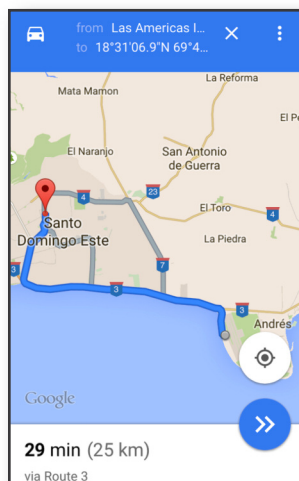 from Las Americas I...
to 18°31'06.9"N 69°4...
La Reforma
Mata Mamon
El Pe
El Naranjo
San Antonio
de Guerra
23
4
El Toro
4
Santo
Domingo Este
La Piedra
3
7
3
3
Andrés
Google
29 min (25 km)
via Route 3